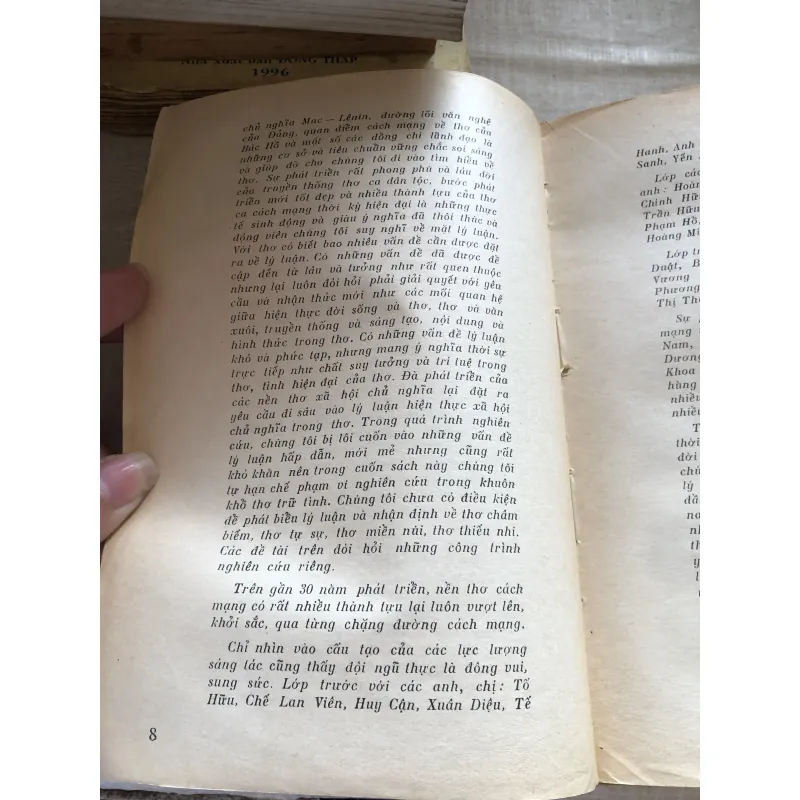 Nhà xuất bản ĐỒNG THÁP
1996
chủ nghĩa Mac — Lênin, đường lối văn nghệ
của Đảng, quan điểm cách mạng về thơ của
Bác Hồ và một số các đồng chí lãnh đạo là
những cơ sở và tiêu chuẩn vững chắc soi sáng
và giúp đỡ cho chúng tôi đi vào tìm hiểu về
thơ. Sự phát triển rất phong phú và lâu đời
của truyền thống thơ ca dân tộc, bước phát
triển mới tốt đẹp và nhiều thành tựu của thơ
ca cách mạng thời kỳ hiện đại là những thực
tế sinh động và giàu ý nghĩa đã thôi thúc và
động viên chúng tôi suy nghĩ về mặt lý luận.
Với thơ có biết bao nhiêu vấn đề cần được đặt
ra về lý luận. Có những vấn đề đã được đề
cập đến từ lâu và tưởng như rất quen thuộc
nhưng lại luôn đòi hỏi phải giải quyết với yêu
cầu và nhận thức mới như các mối quan hệ
giữa hiện thực đời sống và thơ, thơ và văn
xuôi, truyền thống và sáng tạo, nội dung và
hình thức trong thơ. Có những vấn đề lý luận
khó và phức tạp, nhưng mang ý nghĩa thời sự
trực tiếp như chất suy tưởng và trí tuệ trong
thơ, tính hiện đại của thơ. Đà phát triển của
các nền thơ xã hội chủ nghĩa lại đặt ra
yêu cầu đi sâu vào lý luận hiện thực xã hội
chủ nghĩa trong thơ. Trong quá trình nghiên
cứu, chúng tôi bị lôi cuốn vào những vấn đề
lý luận hấp dẫn, mới mẻ nhưng cũng rất
khó khăn nên trong cuốn sách này chúng tôi
tự hạn chế phạm vi nghiên cứu trong khuôn
khổ thơ trữ tình. Chúng tôi chưa có điều kiện
để phát biểu lý luận và nhận định về thơ châm
biếm, thơ tự sự, thơ miền núi, thơ thiếu nhi.
Các đề tài trên đòi hỏi những công trình
nghiên cứu riêng.
Trên gần 30 năm phát triển, nền thơ cách
mạng có rất nhiều thành tựu lại luôn vượt lên,
khởi sắc, qua từng chặng đường cách mạng.
Chỉ nhìn vào cấu tạo của các lực lượng
sáng tác cũng thấy đội ngũ thực là đông vui,
sung sức. Lớp trước với các anh, chị: Tố
Hữu, Chế Lan Viên, Huy Cận, Xuân Diệu, Tế
8
Hanh, Anh
Sanh, Yến
Lớp các
anh: Hoàn
Chính Hữ
Trần Hữu
Phạm Hồ,
Hoàng Mi
Lớp t
Duật, B
Vương
Phương
Thị Th
Sự
mạng
Nam,
Dương
Khoa
hùng
nhiều
nhiều
T
thời
đời
chủ
lý
đề
na
mạ
đề